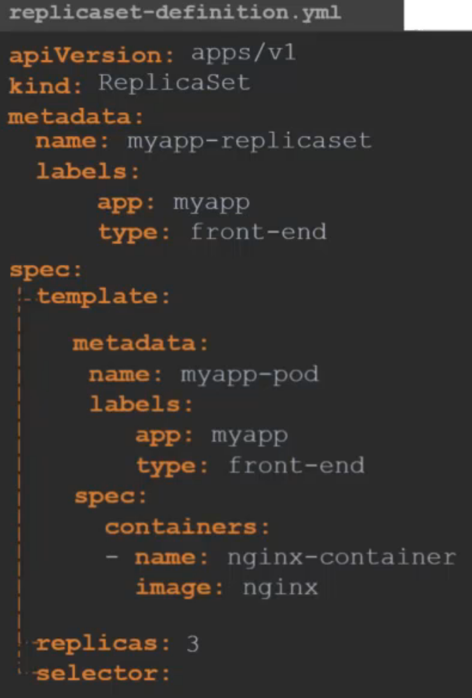 replicaset-definition.yml
apiVersion: apps/v1
kind: ReplicaSet
metadata:
name: myapp-replicaset
labels:
app: myapp
type: front-end
spec:
template:
metadata:
name: myapp-pod
labels:
app: myapp
type: front-end
spec:
containers:
- name: nginx-container
image: nginx
replicas: 3
selector: